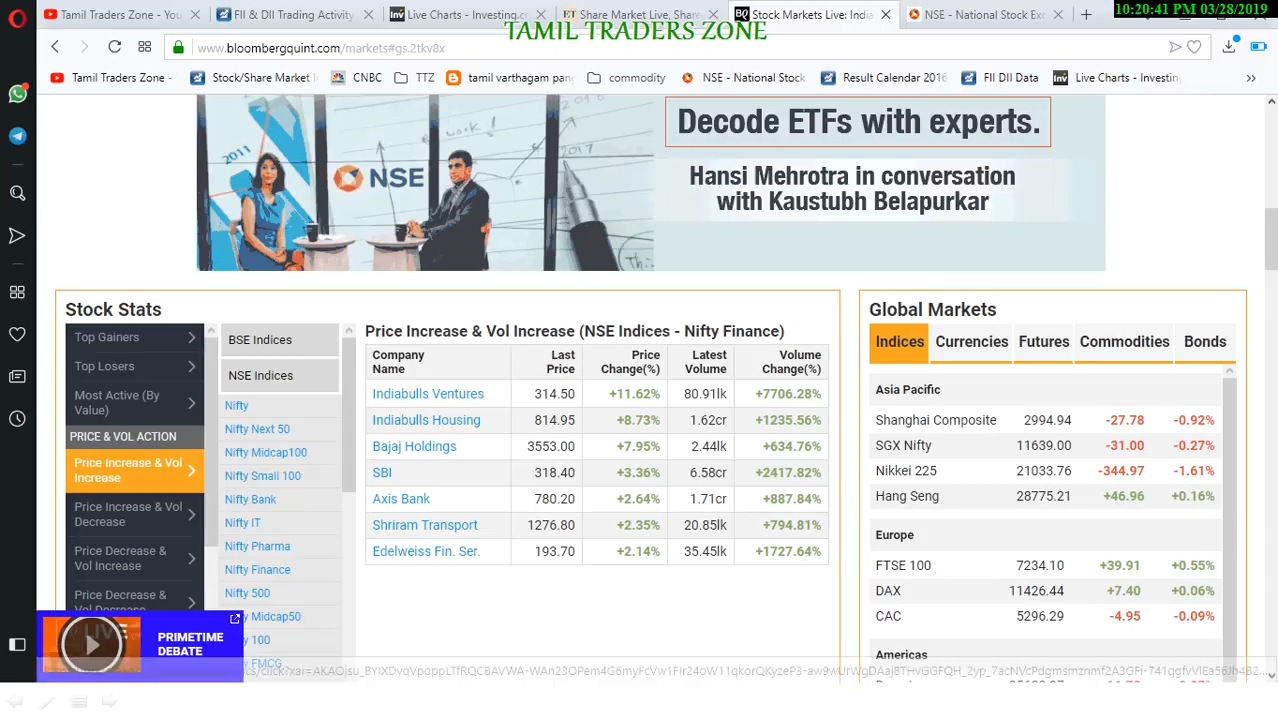 Tamil Traders Zone - You
FII & DII Trading Activity
Live Charts - Investing.co
Share Market Live, Share
Stock Markets Live: India
NSE - National Stock Exc
10:20:41 PM 03/28/2019
www.bloombergquint.com/markets#gs.2tkv8x
TAMIL TRADERS ZONE
Tamil Traders Zone -
Stock/Share Market I
CNBC
TTZ
tamil varthagam pan
commodity
NSE - National Stock
Result Calendar 2016
FII DII Data
Live Charts - Investin
2011
work!
2017
NSE
Decode ETFs with experts.
Hansi Mehrotra in conversation
with Kaustubh Belapurkar
Stock Stats
Top Gainers
Top Losers
Most Active (By
Value)
PRICE & VOL ACTION
Price Increase & Vol
Increase
Price Increase & Vol
Decrease
Price Decrease &
Vol Increase
Price Decrease &
Vol Decrease
BSE Indices
NSE Indices
Nifty
Nifty Next 50
Nifty Midcap100
Nifty Small 100
Nifty Bank
Nifty IT
Nifty Pharma
Nifty Finance
Nifty 500
y Midcap50
y 100
y FMCG
Price Increase & Vol Increase (NSE Indices - Nifty Finance)
Company Name Last Price Price Change(%) Latest Volume Volume Change(%)
Indiabulls Ventures 314.50 +11.62% 80.91lk +7706.28%
Indiabulls Housing 814.95 +8.73% 1.62cr +1235.56%
Bajaj Holdings 3553.00 +7.95% 2.44lk +634.76%
SBI 318.40 +3.36% 6.58cr +2417.82%
Axis Bank 780.20 +2.64% 1.71cr +887.84%
Shriram Transport 1276.80 +2.35% 20.85lk +794.81%
Edelweiss Fin. Ser. 193.70 +2.14% 35.45lk +1727.64%
Global Markets
Indices Currencies Futures Commodities Bonds
Asia Pacific
Shanghai Composite 2994.94 -27.78 -0.92%
SGX Nifty 11639.00 -31.00 -0.27%
Nikkei 225 21033.76 -344.97 -1.61%
Hang Seng 28775.21 +46.96 +0.16%
Europe
FTSE 100 7234.10 +39.91 +0.55%
DAX 11426.44 +7.40 +0.06%
CAC 5296.29 -4.95 -0.09%
Americas
LIVE
PRIMETIME
DEBATE